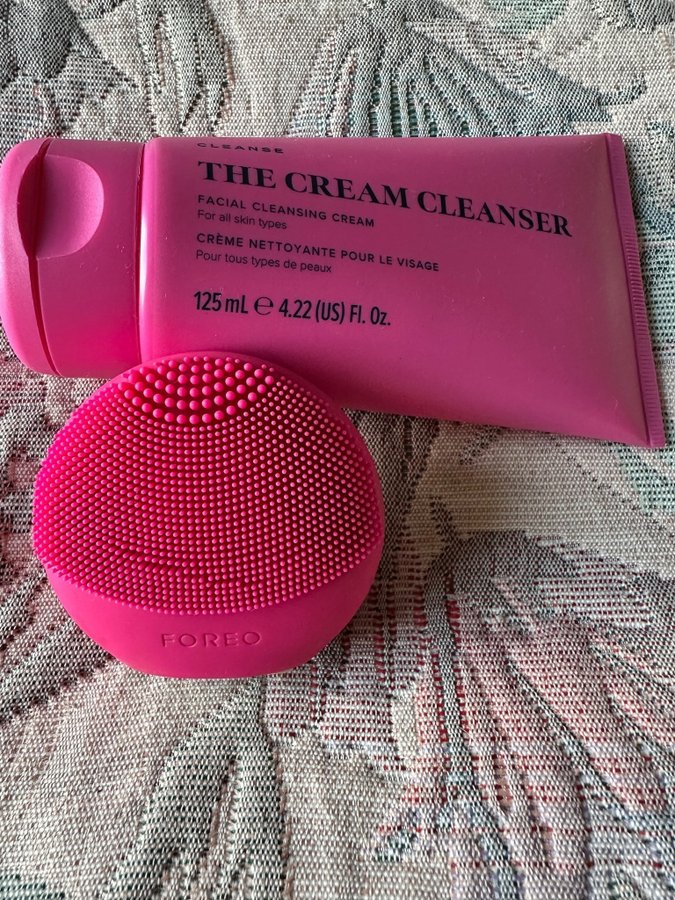 CLEANSE
THE CREAM CLEANSER
FACIAL CLEANSING CREAM
For all skin types
CRÈME NETTOYANTE POUR LE VISAGE
Pour tous types de peaux
125 mL ℮ 4.22 (US) Fl. Oz.
FOREO